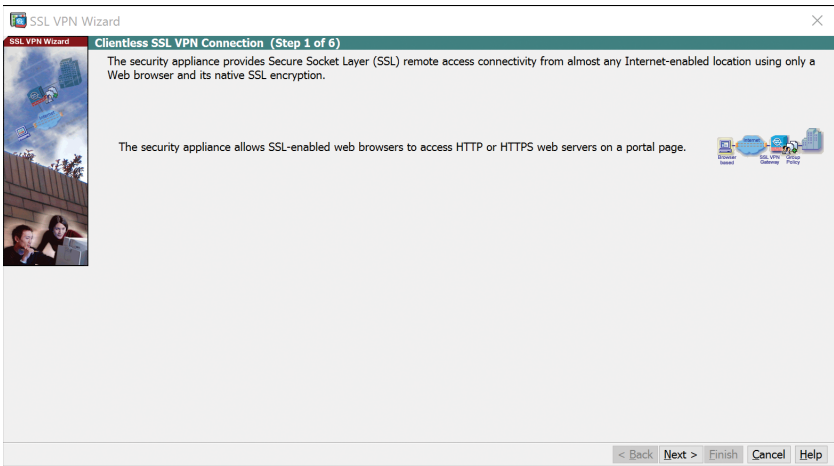 SSL VPN Wizard
SSL VPN Wizard
Clientless SSL VPN Connection (Step 1 of 6)
The security appliance provides Secure Socket Layer (SSL) remote access connectivity from almost any Internet-enabled location using only a
Web browser and its native SSL encryption.
The security appliance allows SSL-enabled web browsers to access HTTP or HTTPS web servers on a portal page.
Internet
Browser based
SSL VPN Gateway
Group Policy
< Back Next > Finish Cancel Help